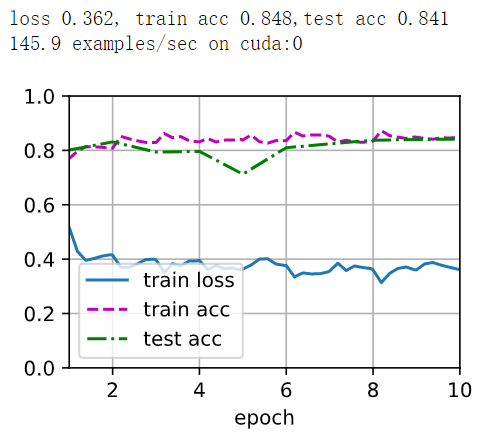 loss 0.362, train acc 0.848,test acc 0.841
145.9 examples/sec on cuda:0
1.0
0.8
0.6
0.4
0.2
0.0
train loss
train acc
test acc
2 4 6 8 10
epoch